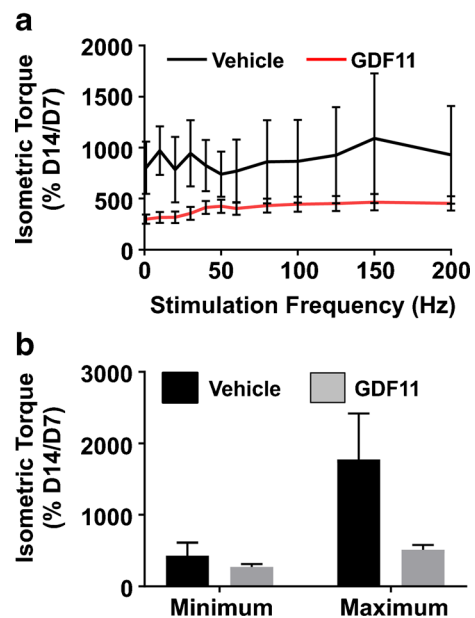 a
Isometric Torque
(% D14/D7)
2000
1500
1000
500
0
Vehicle
GDF11
0
50
100
150
200
Stimulation Frequency (Hz)
b
Isometric Torque
(% D14/D7)
3000
2000
1000
0
Vehicle
GDF11
Minimum
Maximum